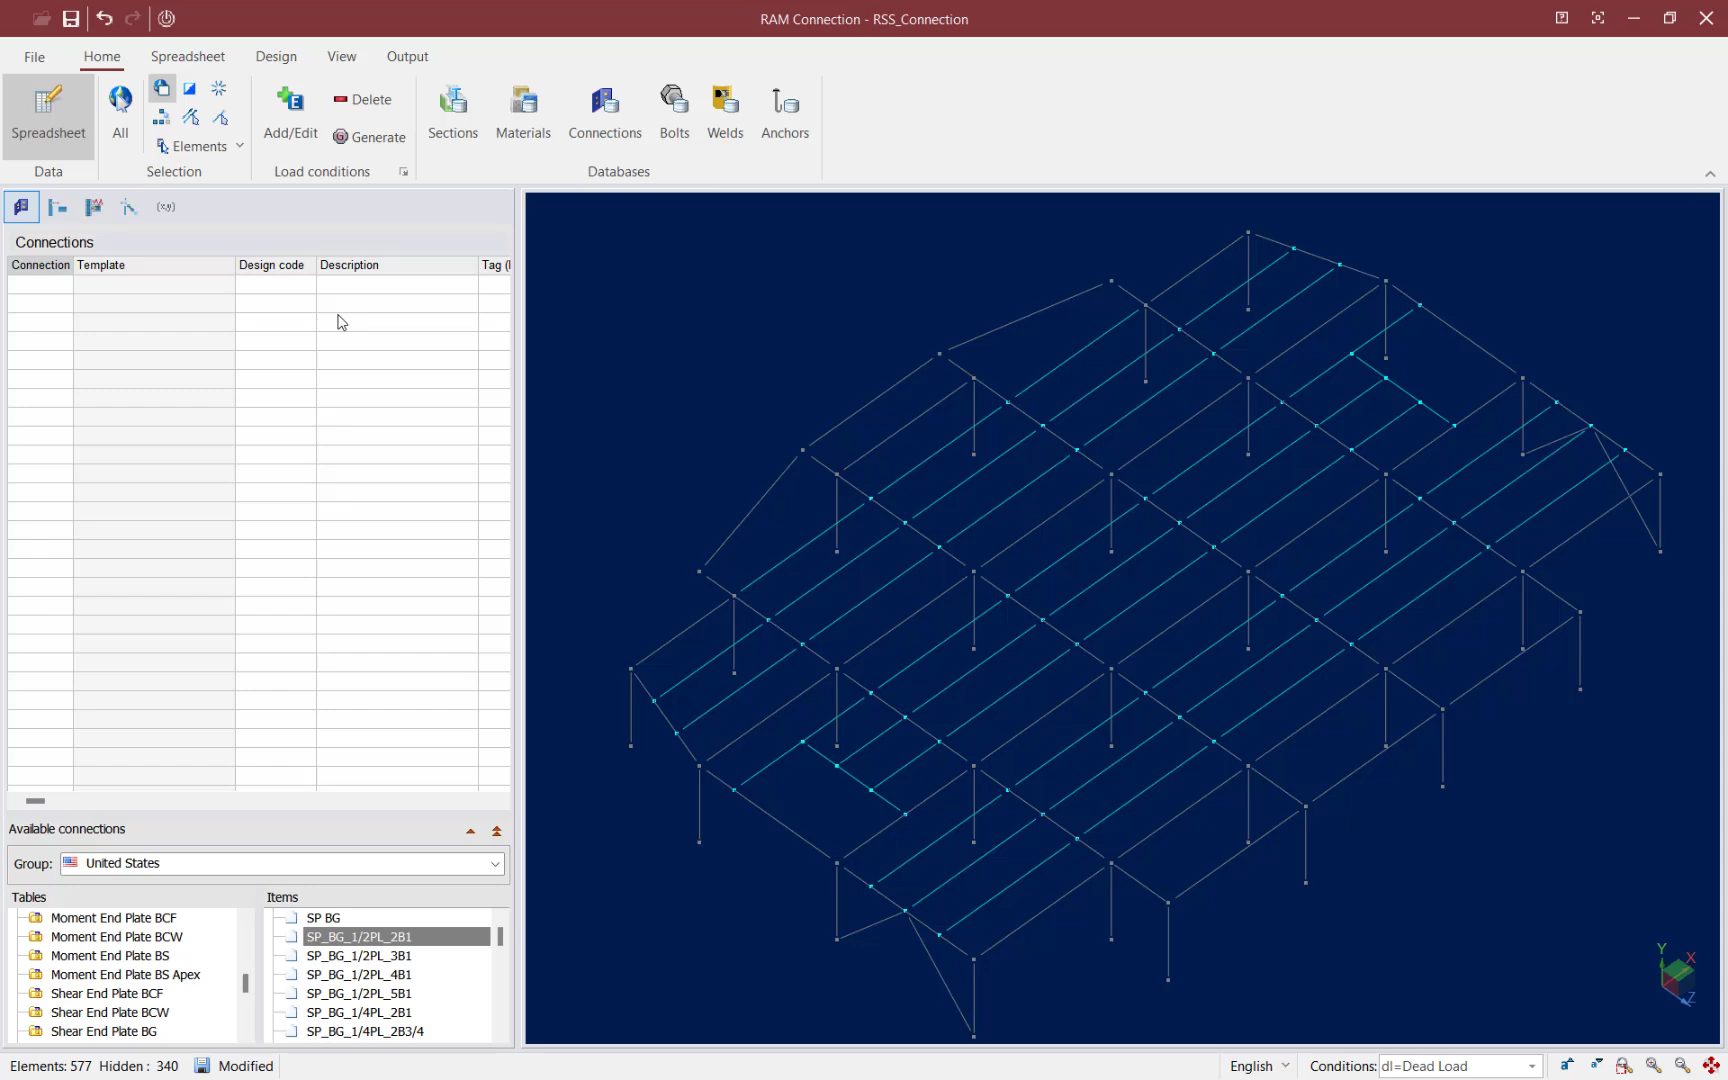 RAM Connection - RSS_Connection
File Home Spreadsheet Design View Output
Spreadsheet
All
Elements
Add/Edit
Delete
Generate
Sections Materials Connections Bolts Welds Anchors
Data Selection Load conditions Databases
(x,y)
Connections
Connection Template Design code Description Tag (
Available connections
Group: United States
Tables Items
Moment End Plate BCF
Moment End Plate BCW
Moment End Plate BS
Moment End Plate BS Apex
Shear End Plate BCF
Shear End Plate BCW
Shear End Plate BG
SP BG
SP_BG_1/2PL_2B1
SP_BG_1/2PL_3B1
SP_BG_1/2PL_4B1
SP_BG_1/2PL_5B1
SP_BG_1/4PL_2B1
SP_BG_1/4PL_2B3/4
Y X Z
Elements: 577 Hidden : 340 Modified English Conditions: dl=Dead Load